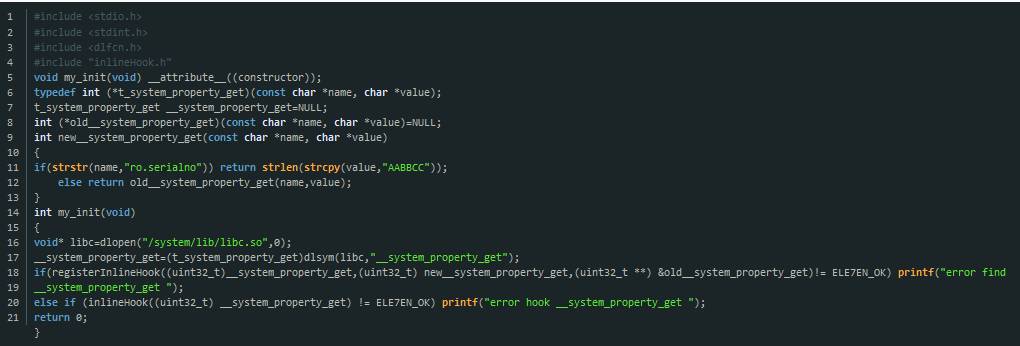 1 #include <stdio.h>
2 #include <stdint.h>
3 #include <dlfcn.h>
4 #include "inlineHook.h"
5 void my_init(void) __attribute__((constructor));
6 typedef int (*t_system_property_get)(const char *name, char *value);
7 t_system_property_get __system_property_get=NULL;
8 int (*old__system_property_get)(const char *name, char *value)=NULL;
9 int new__system_property_get(const char *name, char *value)
10 {
11 if(strstr(name,"ro.serialno")) return strlen(strcpy(value,"AABBCC"));
12     else return old__system_property_get(name,value);
13 }
14 int my_init(void)
15 {
16 void* libc=dlopen("/system/lib/libc.so",0);
17 __system_property_get=(t_system_property_get)dlsym(libc,"__system_property_get");
18 if(registerInlineHook((uint32_t)__system_property_get,(uint32_t) new__system_property_get,(uint32_t **) &old__system_property_get)!= ELE7EN_OK) printf("error find
19 __system_property_get ");
20 else if (inlineHook((uint32_t) __system_property_get) != ELE7EN_OK) printf("error hook __system_property_get ");
21 return 0;
}